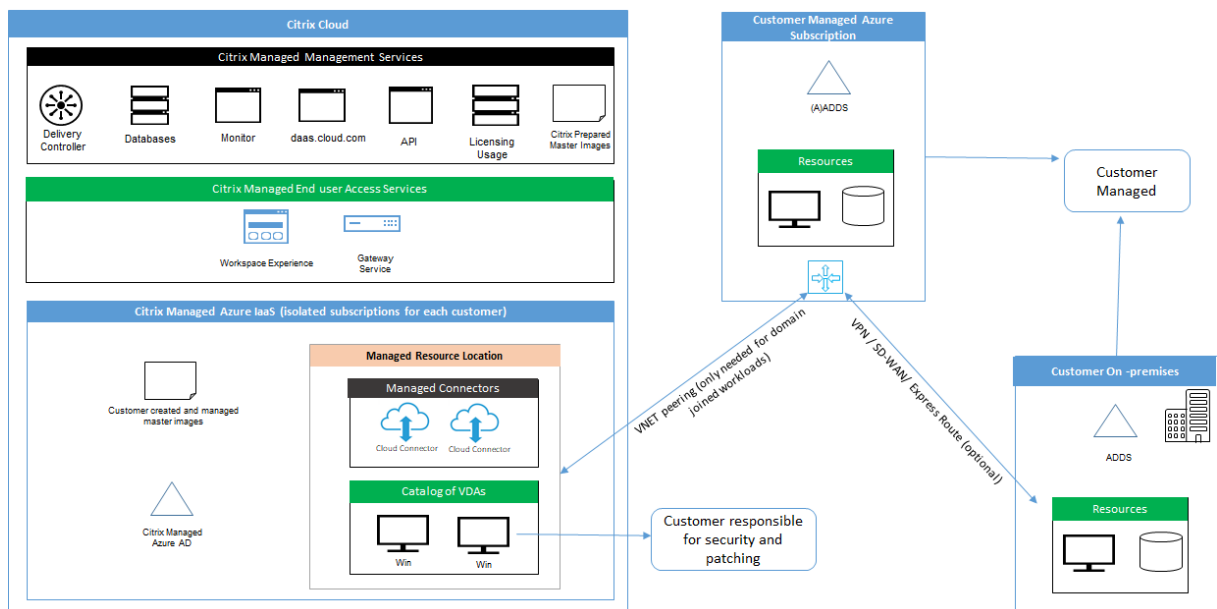 Citrix Cloud
Citrix Managed Management Services
Delivery
Controller
Databases
Monitor
daas.cloud.com
API
Licensing
Usage
Citrix Prepared
Master Images
Citrix Managed End user Access Services
Workspace Experience
Gateway
Service
Citrix Managed Azure IaaS (isolated subscriptions for each customer)
Customer created and managed
master images
Citrix Managed
Azure AD
Managed Resource Location
Managed Connectors
Cloud Connector
Cloud Connector
Catalog of VDAs
Win
Win
Customer responsible
for security and
patching
VNET peering (only needed for domain
joined workloads)
Customer Managed Azure
Subscription
(A)ADDS
Resources
VPN / SD-WAN/ Express Route (optional)
Customer
Managed
Customer On -premises
ADDS
Resources